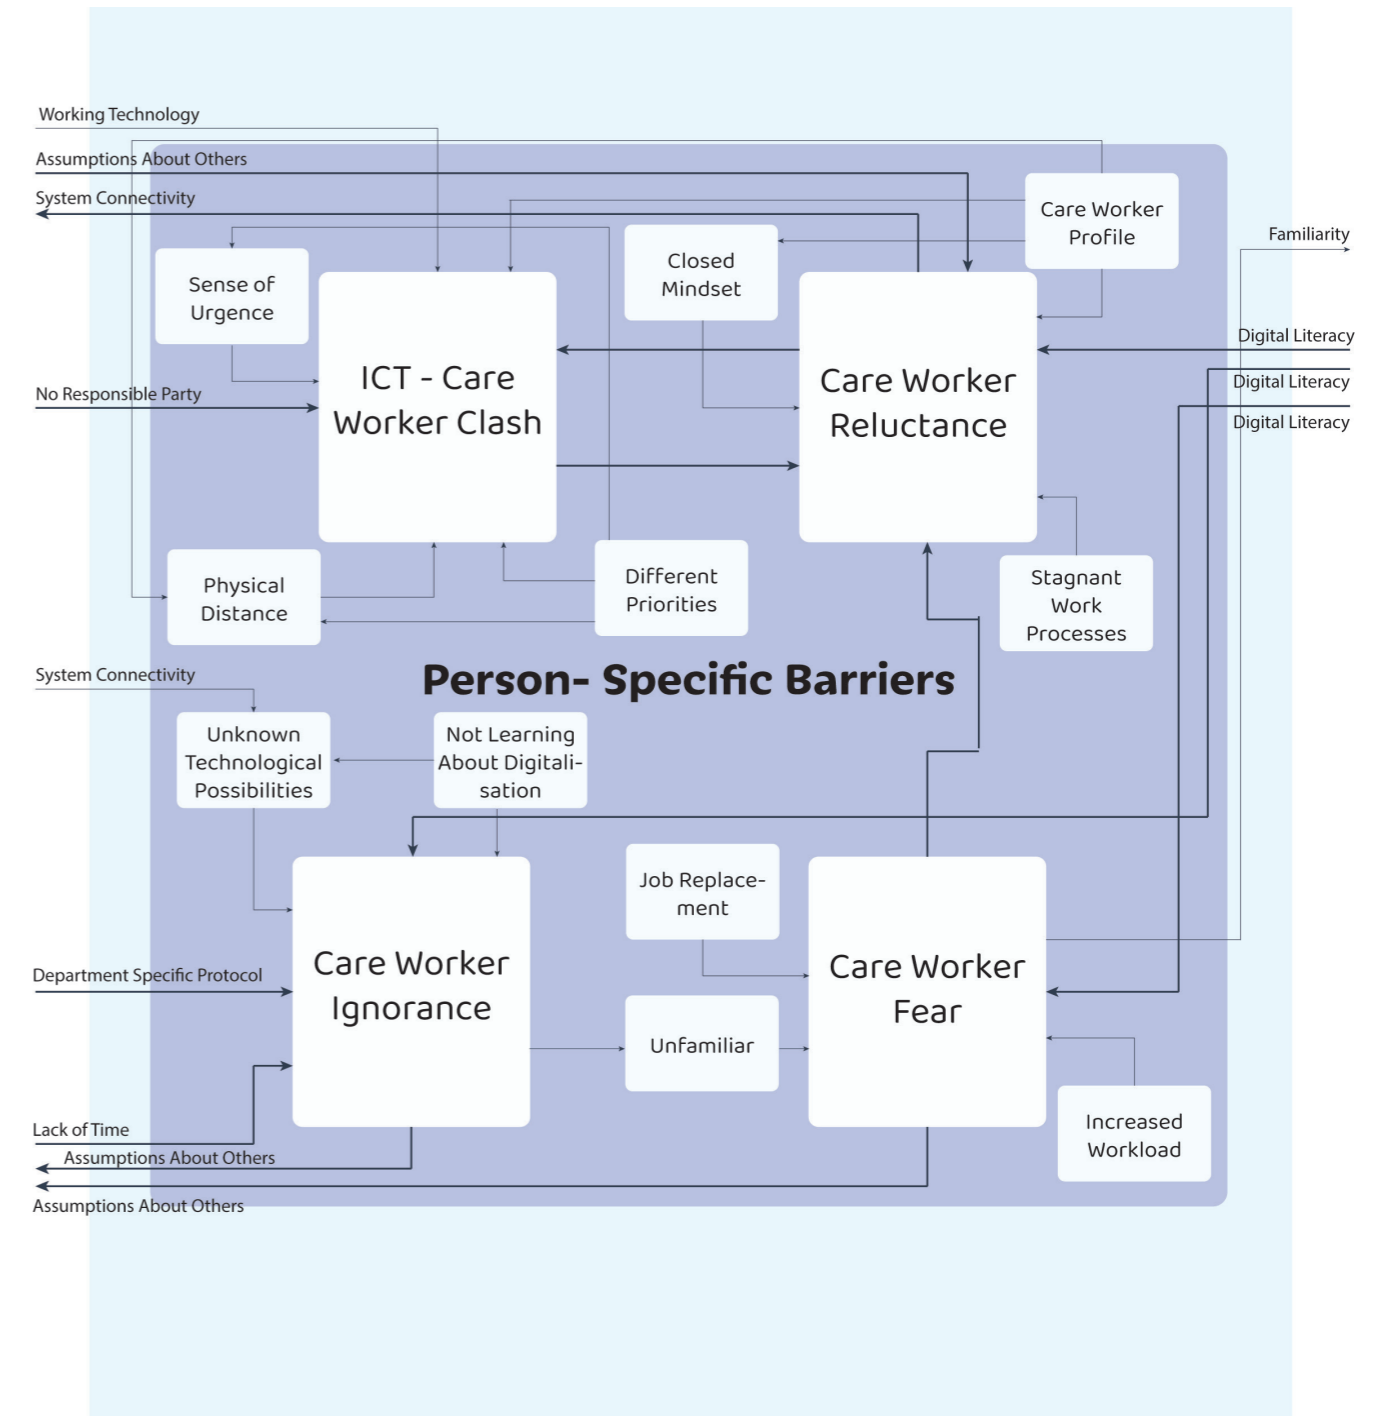 Working Technology
Assumptions About Others
System Connectivity
Care Worker
Profile
Familiarity
Closed
Mindset
Sense of
Urgence
Digital Literacy
Digital Literacy
Digital Literacy
ICT - Care
Worker Clash
Care Worker
Reluctance
No Responsible Party
Physical
Distance
Different
Priorities
Stagnant
Work
Processes
Person- Specific Barriers
System Connectivity
Unknown
Technological
Possibilities
Not Learning
About Digitali-
sation
Job Replace-
ment
Care Worker
Ignorance
Care Worker
Fear
Department Specific Protocol
Unfamiliar
Increased
Workload
Lack of Time
Assumptions About Others
Assumptions About Others